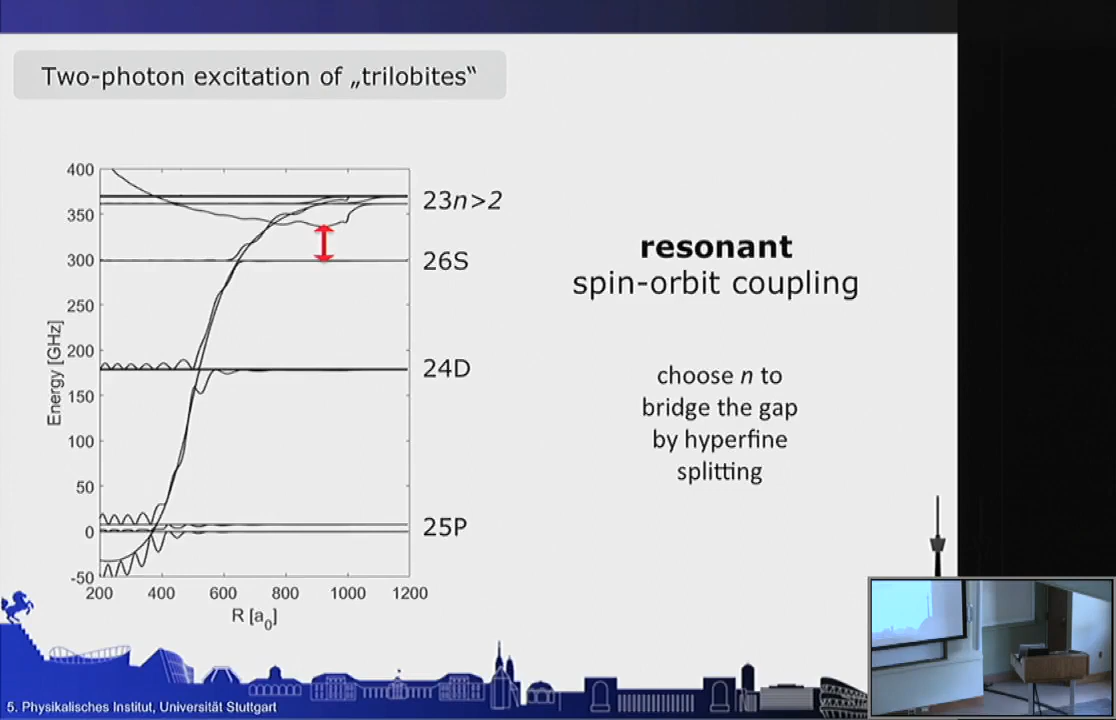 Two-photon excitation of „trilobites“
400
350
300
250
200
150
100
50
0
-50
Energy [GHz]
200
400
600
800
1000
1200
R [a0]
23n>2
26S
24D
25P
resonant
spin-orbit coupling
choose n to
bridge the gap
by hyperfine
splitting
5. Physikalisches Institut, Universität Stuttgart